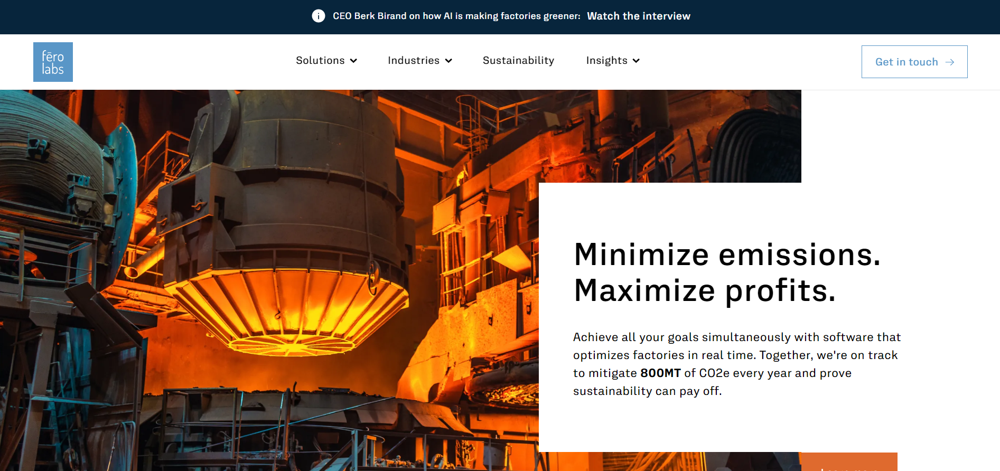 CEO Berk Birand on how AI is making factories greener: Watch the interview
fēro
labs
Solutions
Industries
Sustainability
Insights
Get in touch
Minimize emissions.
Maximize profits.
Achieve all your goals simultaneously with software that
optimizes factories in real time. Together, we're on track
to mitigate 800MT of CO2e every year and prove
sustainability can pay off.